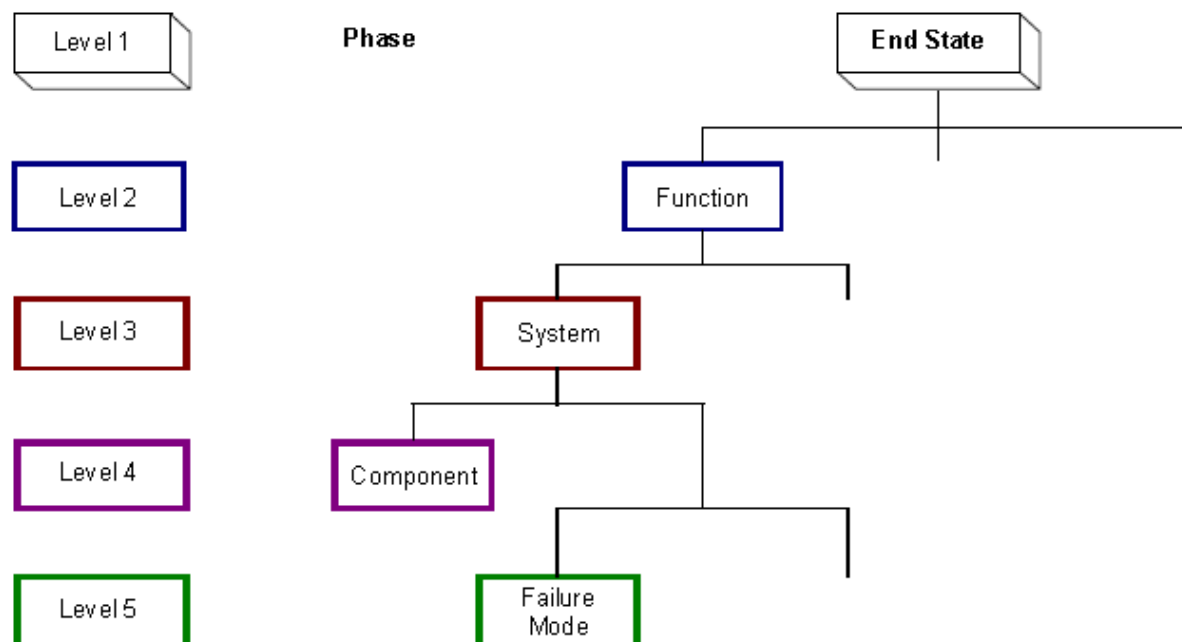 Level 1
Phase
End State
Level 2
Function
Level 3
System
Level 4
Component
Level 5
Failure
Mode